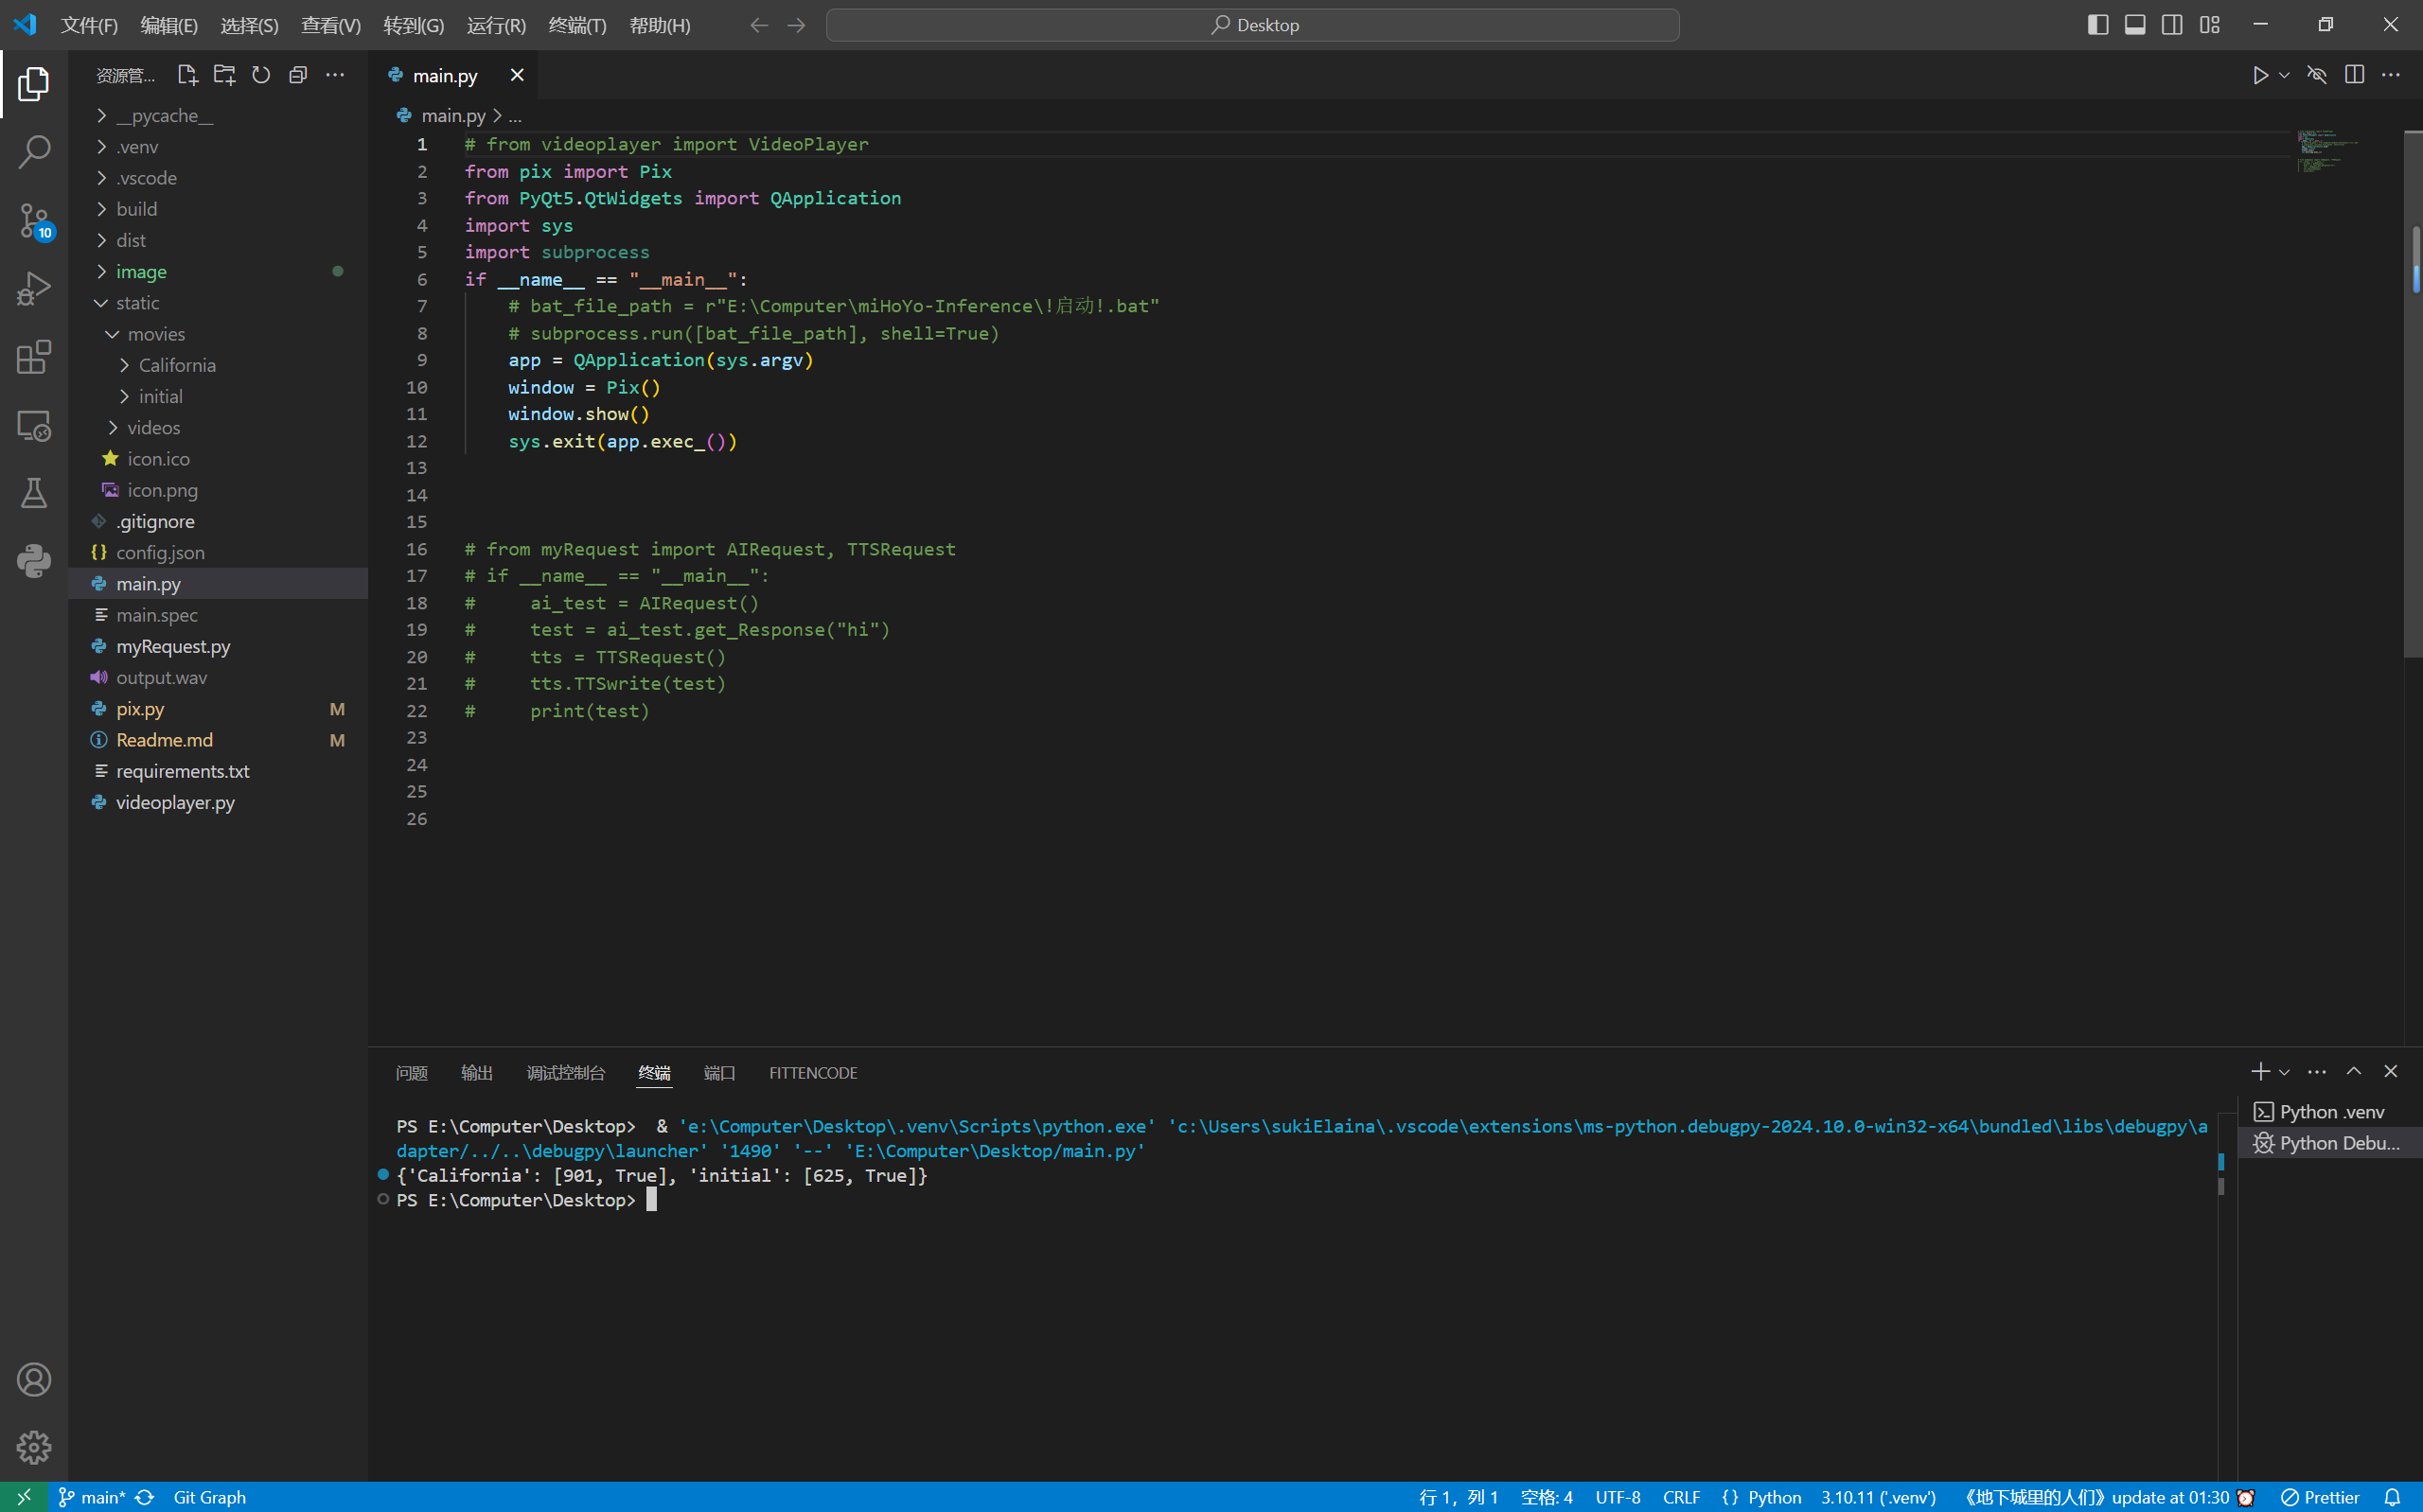 文件(F) 编辑(E) 选择(S) 查看(V) 转到(G) 运行(R) 终端(T) 帮助(H) Desktop
资源管...
__pycache__
.venv
.vscode
build
dist
image
static
movies
California
initial
videos
icon.ico
icon.png
.gitignore
config.json
main.py
main.spec
myRequest.py
output.wav
pix.py M
Readme.md M
requirements.txt
videoplayer.py
10
main.py
main.py > ...
1 # from videoplayer import VideoPlayer
2 from pix import Pix
3 from PyQt5.QtWidgets import QApplication
4 import sys
5 import subprocess
6 if __name__ == "__main__":
7 # bat_file_path = r"E:\Computer\miHoYo-Inference\!启动!.bat"
8 # subprocess.run([bat_file_path], shell=True)
9 app = QApplication(sys.argv)
10 window = Pix()
11 window.show()
12 sys.exit(app.exec_())
13
14
15
16 # from myRequest import AIRequest, TTSRequest
17 # if __name__ == "__main__":
18 # ai_test = AIRequest()
19 # test = ai_test.get_Response("hi")
20 # tts = TTSRequest()
21 # tts.TTSwrite(test)
22 # print(test)
23
24
25
26
问题 输出 调试控制台 终端 端口 FITTENCODE
PS E:\Computer\Desktop>  & 'e:\Computer\Desktop\.venv\Scripts\python.exe' 'c:\Users\sukiElaina\.vscode\extensions\ms-python.debugpy-2024.10.0-win32-x64\bundled\libs\debugpy\a
dapter/../..\debugpy\launcher' '1490' '--' 'E:\Computer\Desktop/main.py'
{'California': [901, True], 'initial': [625, True]}
PS E:\Computer\Desktop>
Python .venv
Python Debu...
main* Git Graph 行 1，列 1 空格: 4 UTF-8 CRLF {} Python 3.10.11 ('.venv') 《地下城里的人们》update at 01:30 Prettier